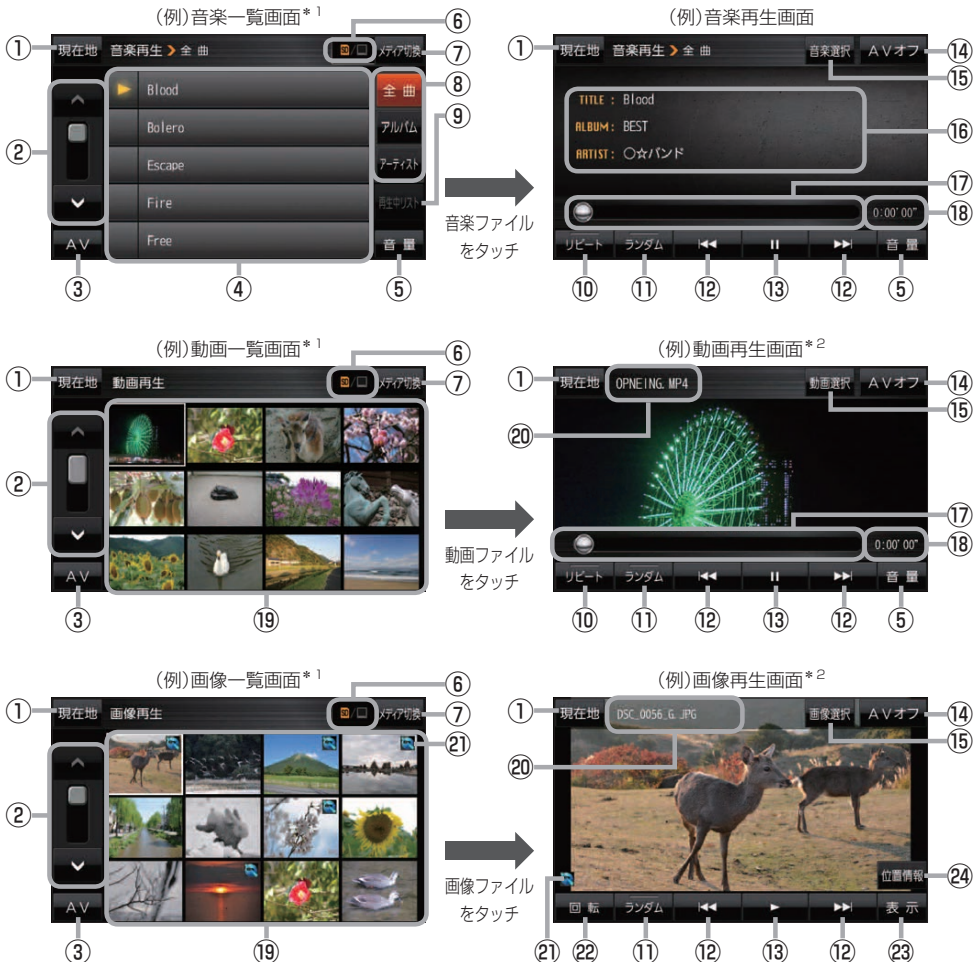 (例)音楽一覧画面*1
⑥
(例)音楽再生画面
① 現在地 音楽再生 > 全 曲 SD/ メディア切換 ⑦
⑧
Blood 全 曲
⑨
② Bolero アルバム
Escape アーティスト
Fire 再生中リスト
AV Free 音 量
③ ④ ⑤
音楽ファイル
をタッチ
① 現在地 音楽再生 > 全 曲 音楽選択 AVオフ ⑭
⑮
TITLE : Blood
ALBUM : BEST ⑯
ARTIST : ○☆バンド
⑰
0:00'00" ⑱
リピート ランダム 音 量
⑩ ⑪ ⑫ ⑬ ⑫ ⑤
(例)動画一覧画面*1
⑥
① 現在地 動画再生 SD/ メディア切換 ⑦
②
AV
③ ⑲
動画ファイル
をタッチ
(例)動画再生画面*2
① 現在地 OPNEING.MP4 動画選択 AVオフ ⑭
⑳ ⑮
⑰
0:00'00" ⑱
リピート ランダム 音 量
⑩ ⑪ ⑫ ⑬ ⑫ ⑤
(例)画像一覧画面*1
⑥
① 現在地 画像再生 SD/ メディア切換 ⑦
㉑
②
AV
③ ⑲
画像ファイル
をタッチ
(例)画像再生画面*2
① 現在地 DSC_0056_G.JPG 画像選択 AVオフ ⑭
⑳ ⑮
㉑ 位置情報 ㉔
回 転 ランダム 表 示
㉑ ㉒ ⑪ ⑫ ⑬ ⑫ ㉓